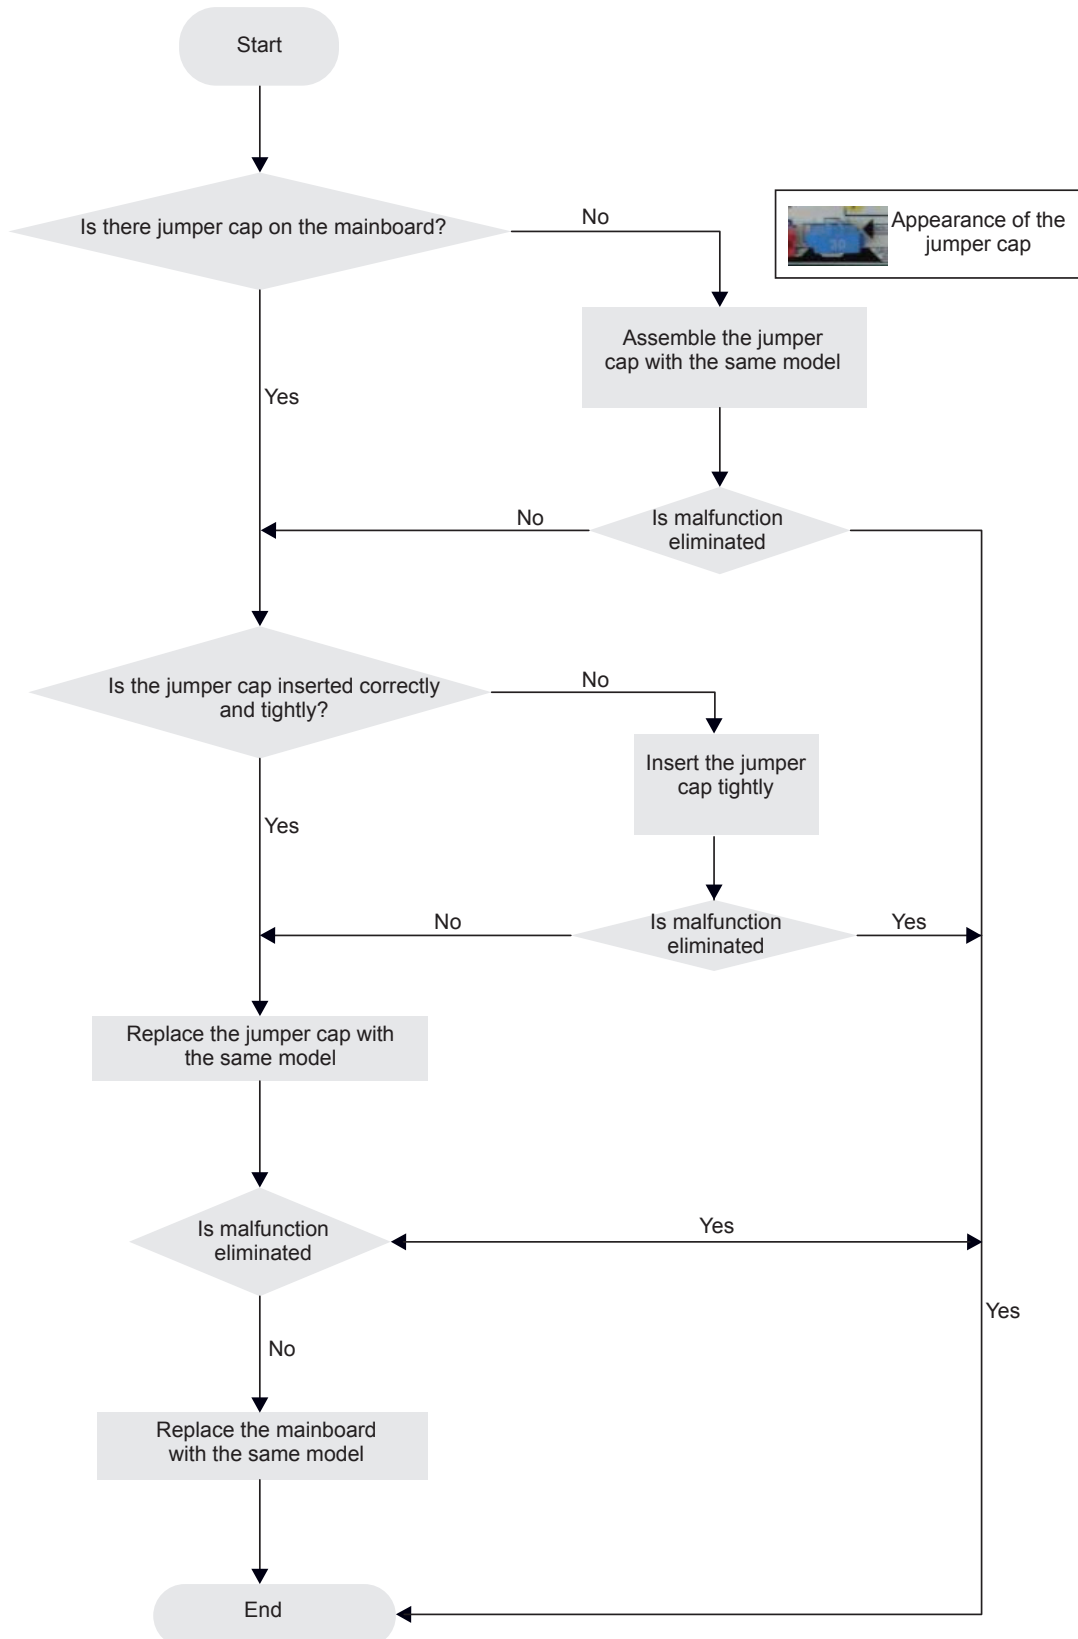 Start
Is there jumper cap on the mainboard?
No
Appearance of the
jumper cap
Assemble the jumper
cap with the same model
Yes
No
Is malfunction
eliminated
Is the jumper cap inserted correctly
and tightly?
No
Insert the jumper
cap tightly
Yes
No
Is malfunction
eliminated
Yes
Replace the jumper cap with
the same model
Is malfunction
eliminated
Yes
Yes
No
Replace the mainboard
with the same model
End